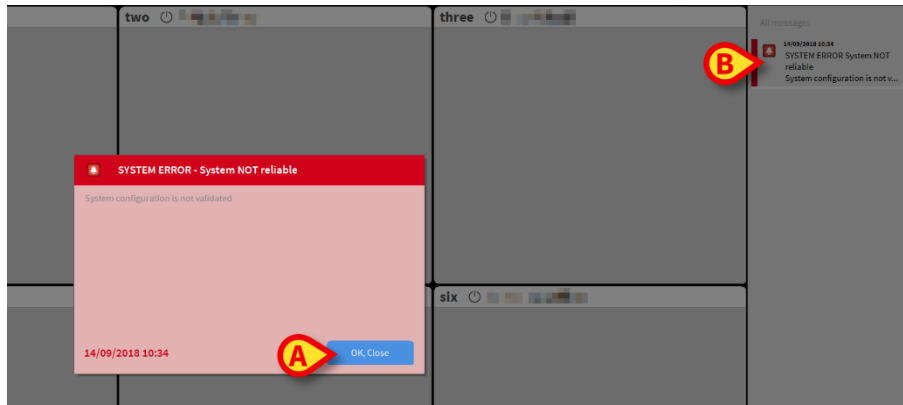 two
three
All messages
14/09/2018 10:34
SYSTEM ERROR System NOT
reliable
System configuration is not v...
B
SYSTEM ERROR - System NOT reliable
System configuration is not validated
six
14/09/2018 10:34
A
OK, Close